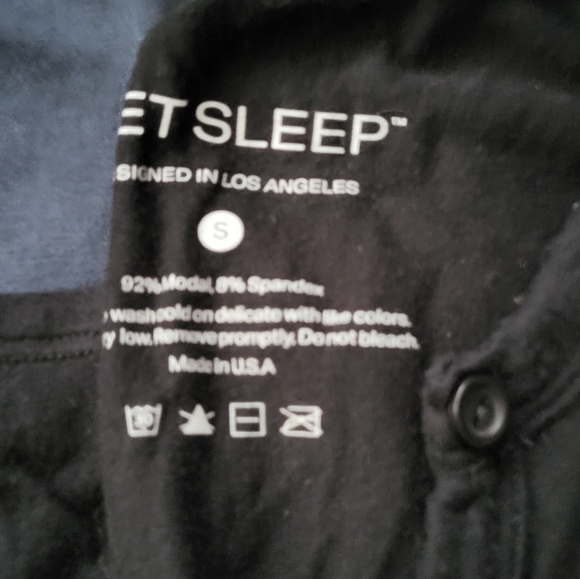 ET SLEEP™
SIGNED IN LOS ANGELES
S
92% Modal, 8% Spandex
wash cold on delicate with like colors.
y low. Remove promptly. Do not bleach.
Made in U.S.A
30